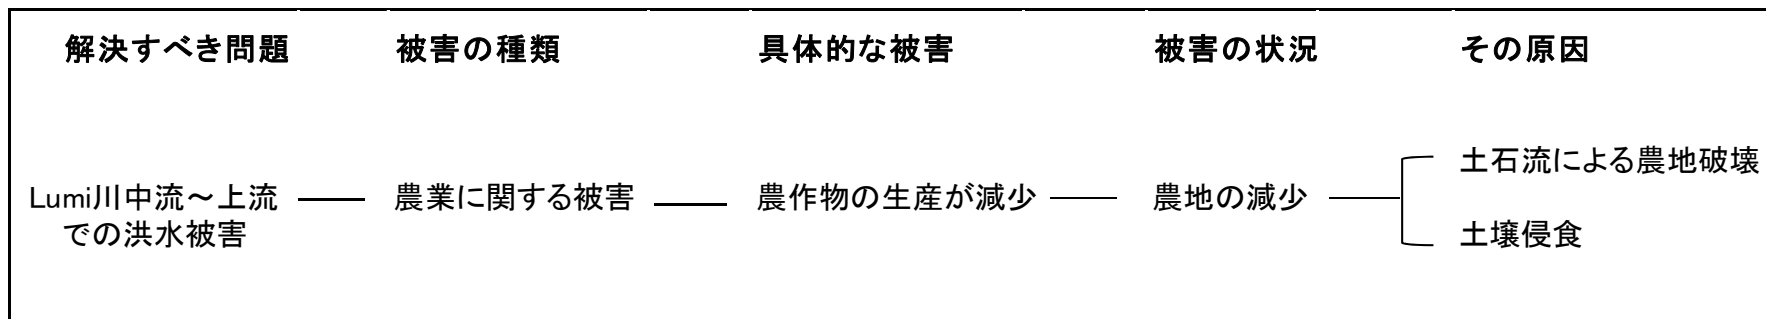 解決すべき問題 被害の種類 具体的な被害 被害の状況 その原因
土石流による農地破壊
Lumi川中流～上流 農業に関する被害 農作物の生産が減少 農地の減少
での洪水被害 土壌侵食